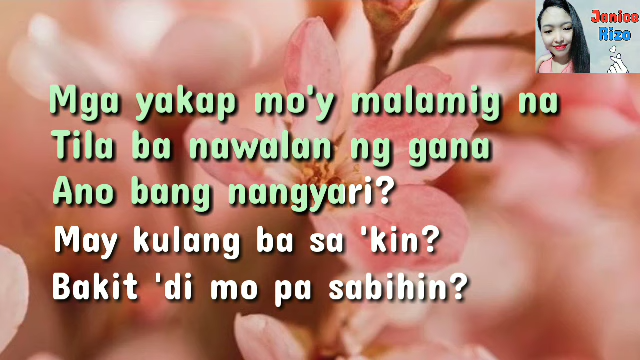 Janice
Rizo
Mga yakap mo'y malamig na
Tila ba nawalan ng gana
Ano bang nangyari?
May kulang ba sa 'kin?
Bakit 'di mo pa sabihin?